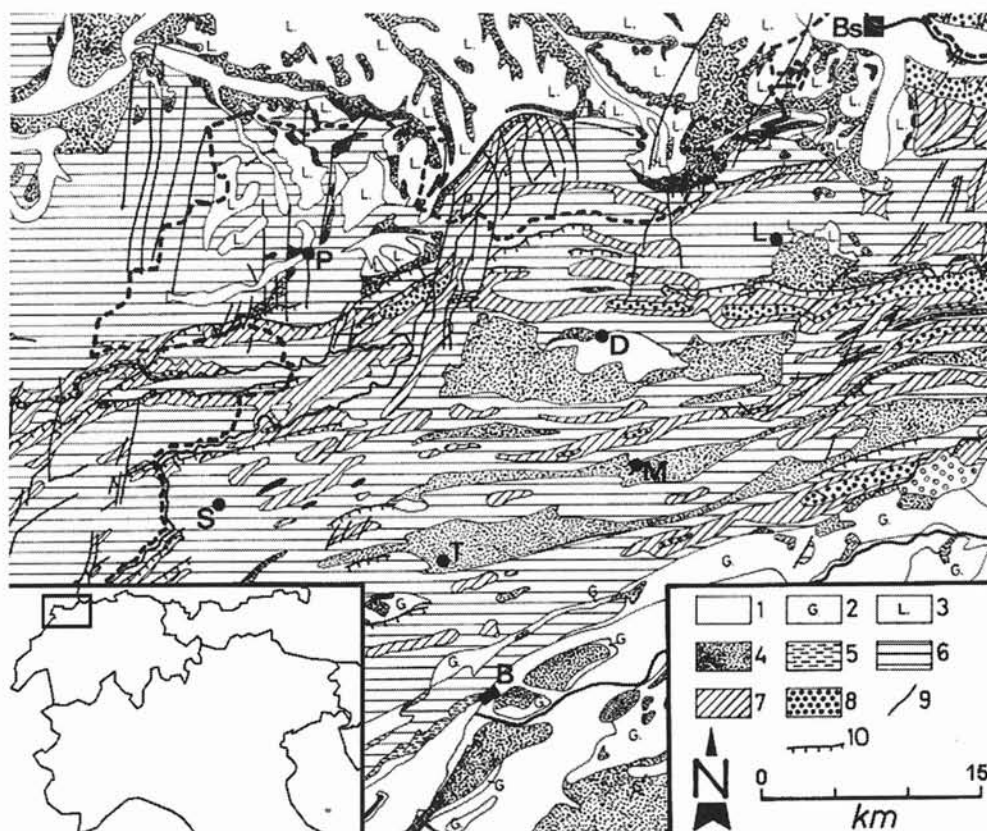 L. L. L. L. Bs
L. L. L. L. L.
L. L. L.
L. L. L.
L.
P L. L L.
D
M
S
T G.
G G. G.
G. G
B G.
G. G.
G
1 G 2 L 3
4 5 6
7 8 9
10
N 0 15
km